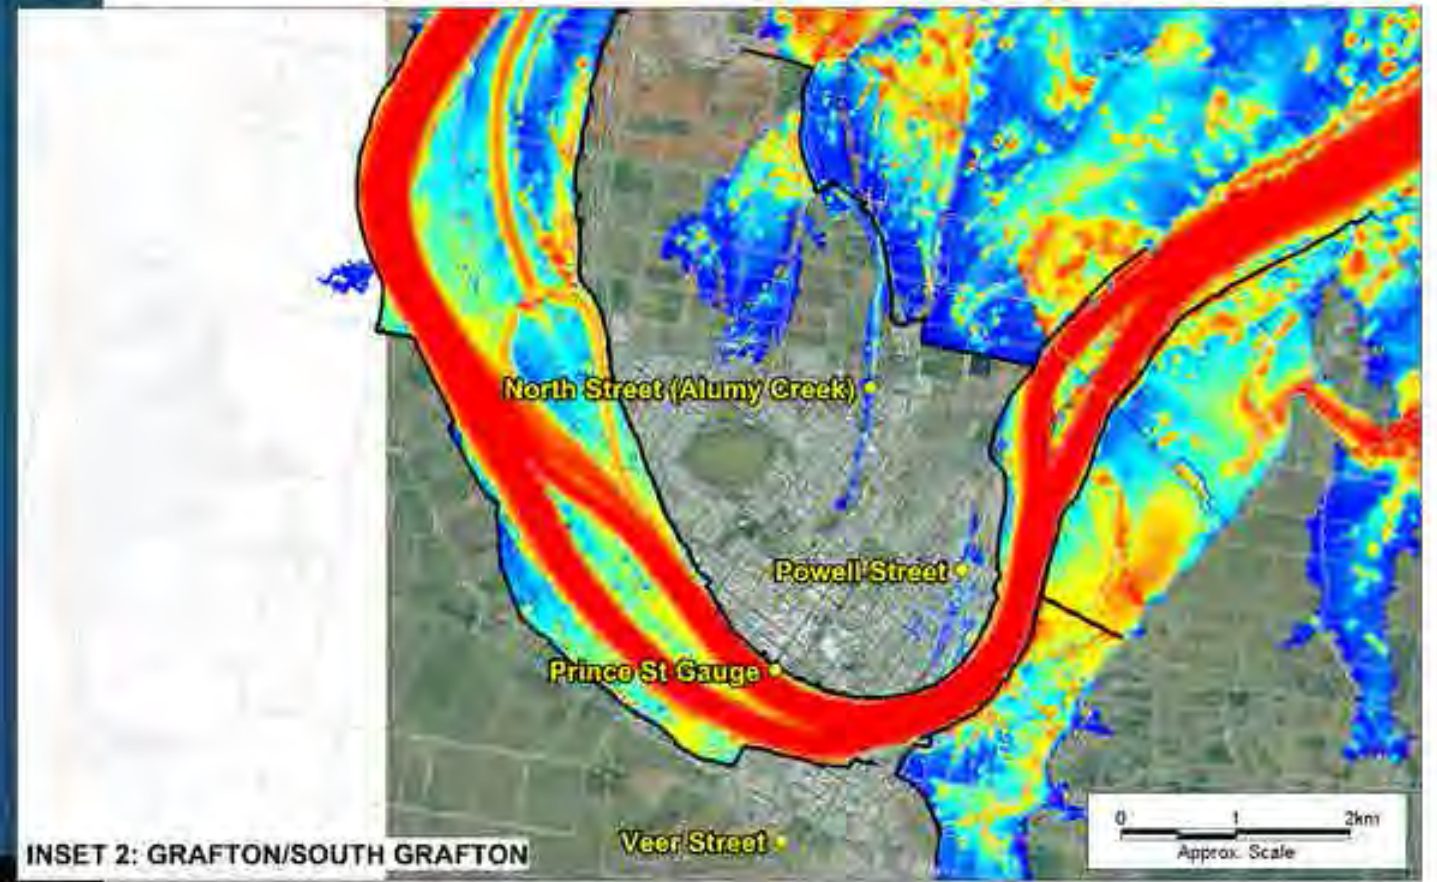 North Street (Alumy Creek)
Powell Street
Prince St Gauge
Veer Street
0 1 2km
Approx. Scale
INSET 2: GRAFTON/SOUTH GRAFTON